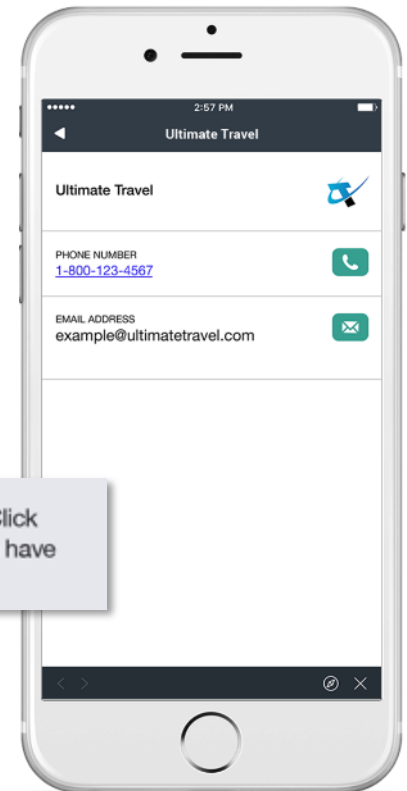 2:57 PM
Ultimate Travel
Ultimate Travel
PHONE NUMBER
1-800-123-4567
EMAIL ADDRESS
example@ultimatetravel.com
Click
have